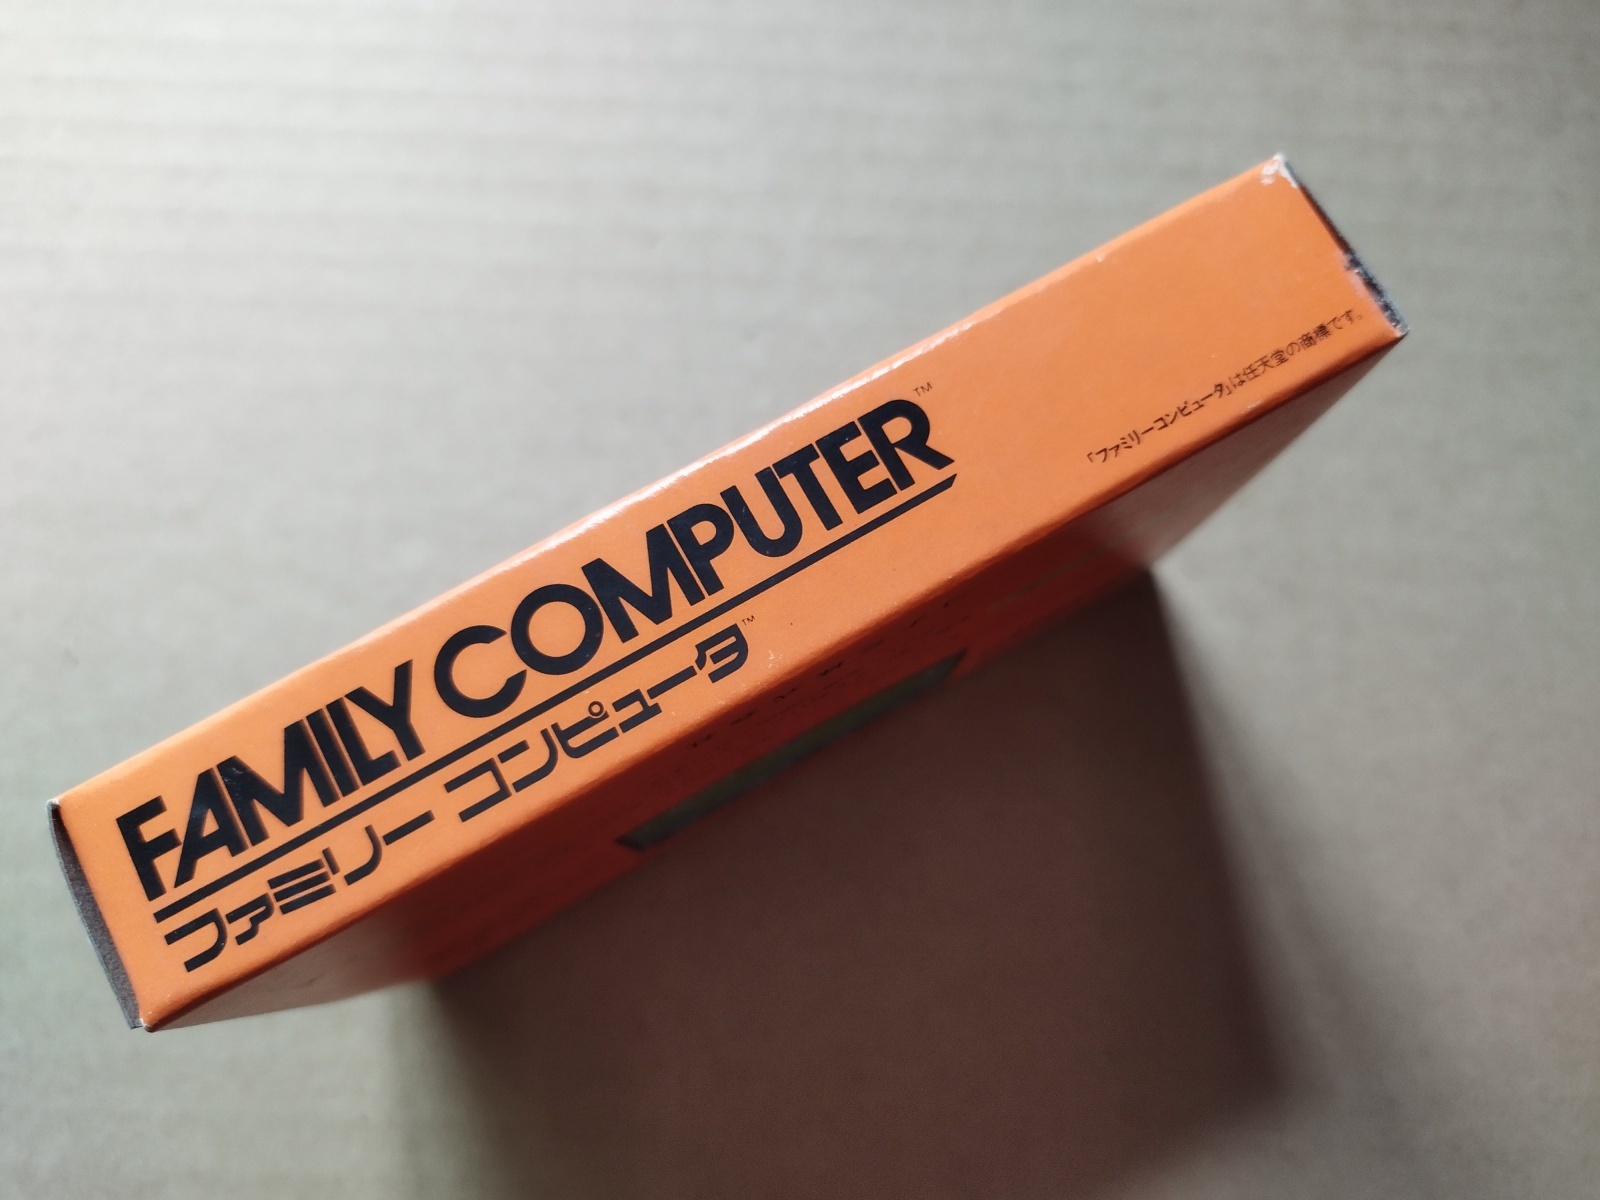 FAMILY COMPUTER™
ファミリー コンピュータ™
「ファミリーコンピュータ」は任天堂の商標です。